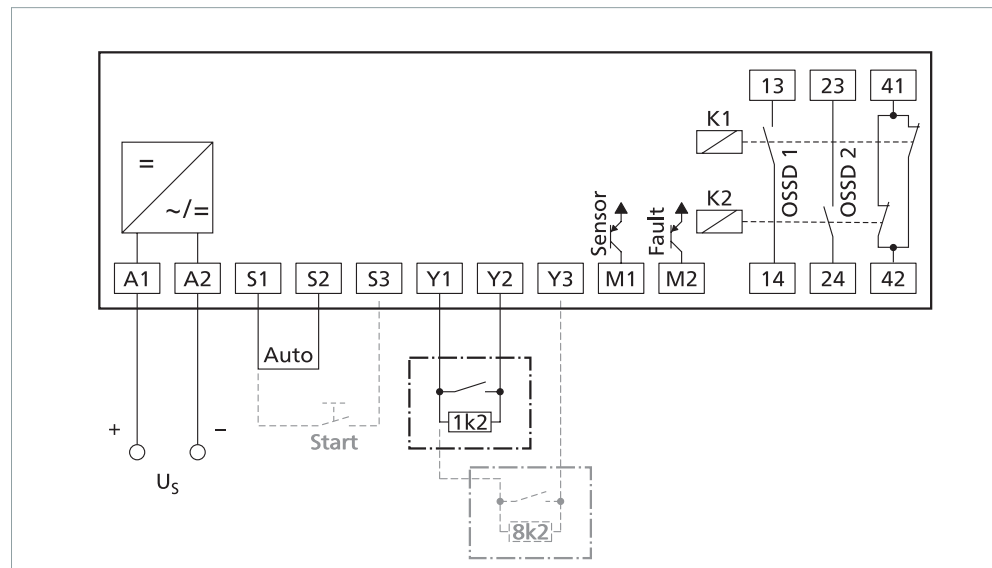 13 23 41
K1
OSSD 1
OSSD 2
=
~/=
K2
Sensor
Fault
A1 A2 S1 S2 S3 Y1 Y2 Y3 M1 M2 14 24 42
Auto
1k2
Start
+ −
US
8k2